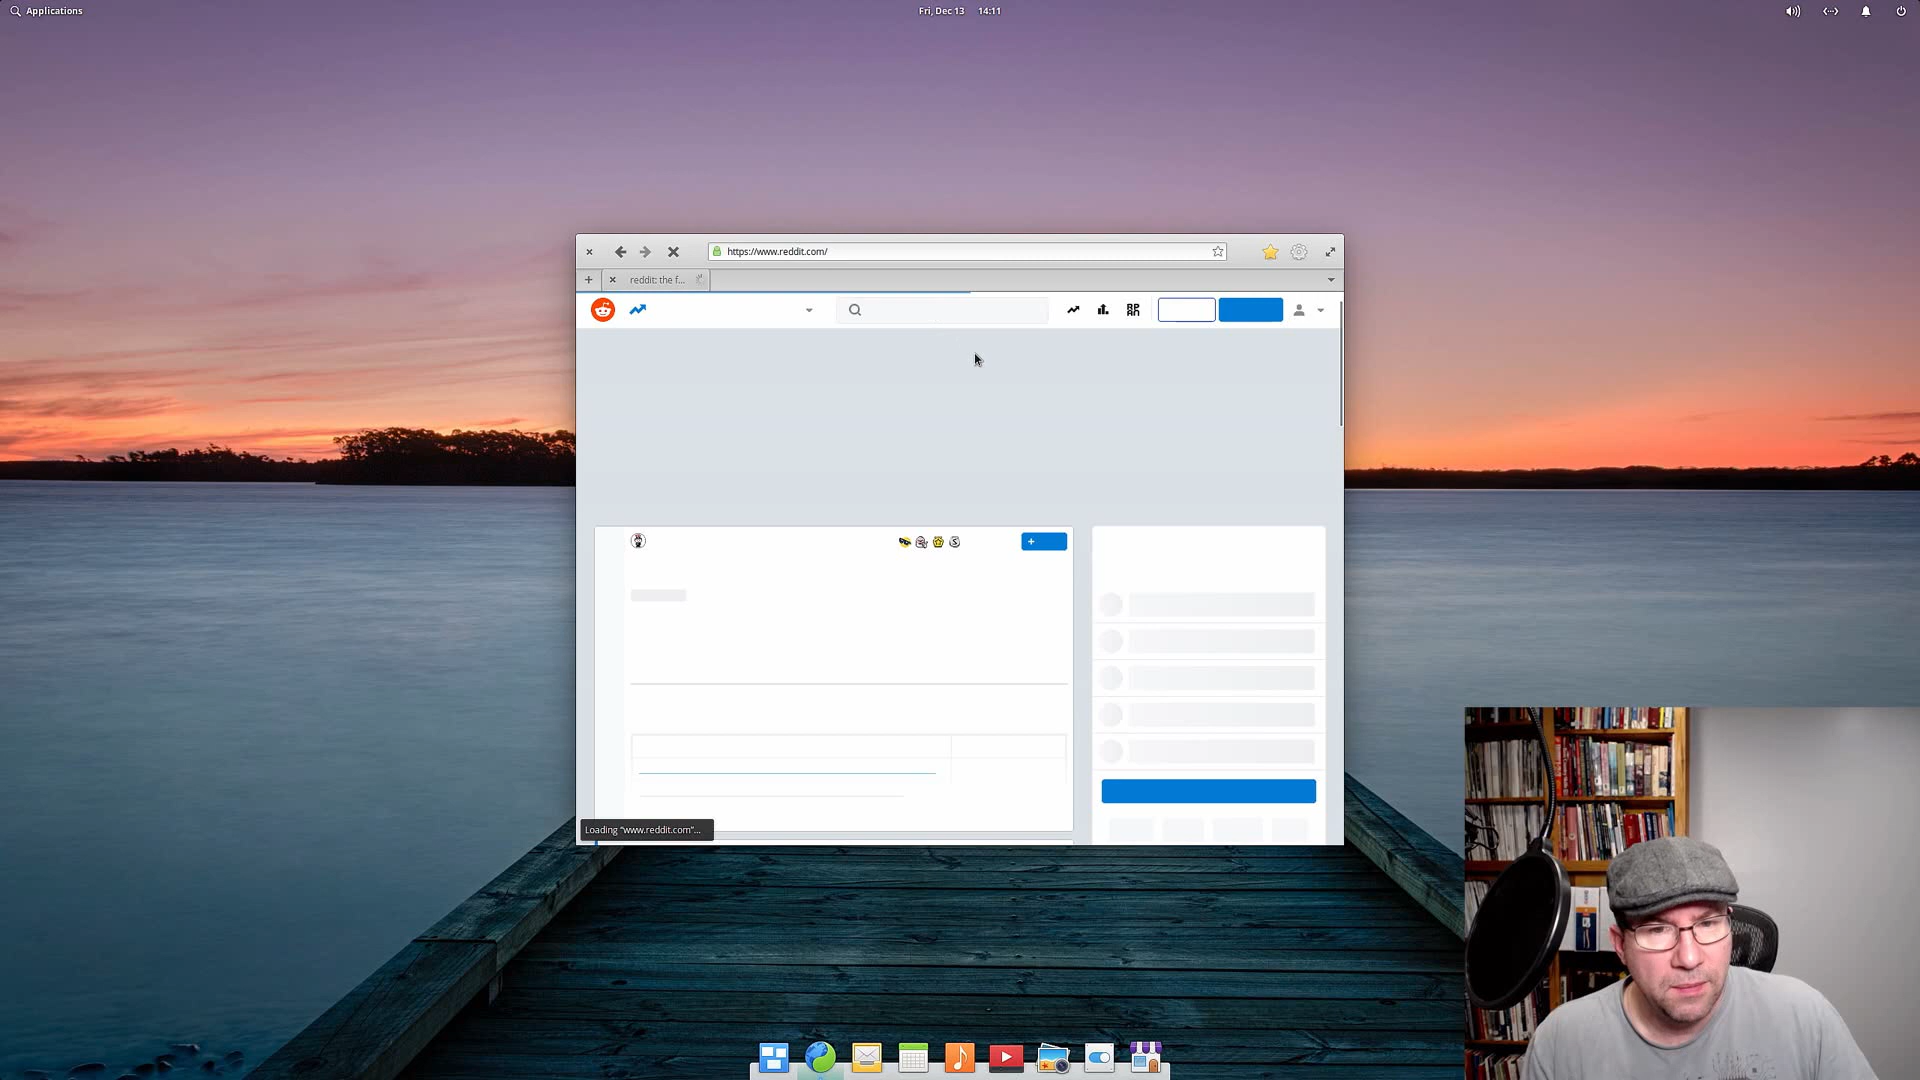 Applications
Fri, Dec 13 14:11
https://www.reddit.com/
reddit: the f...
Loading “www.reddit.com”...